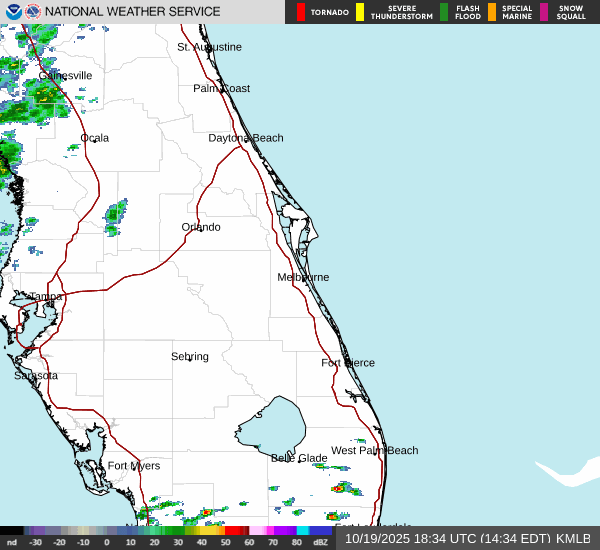 NATIONAL WEATHER SERVICE
TORNADO
SEVERE THUNDERSTORM
FLASH FLOOD
SPECIAL MARINE
SNOW SQUALL
St. Augustine
Gainesville
Palm Coast
Ocala
Daytona Beach
Orlando
Melbourne
Tampa
Sebring
Fort Pierce
Sarasota
West Palm Beach
Belle Glade
Fort Myers
nd -30 -20 -10 0 10 20 30 40 50 60 70 80 dBZ
10/19/2025 18:34 UTC (14:34 EDT) KMLB